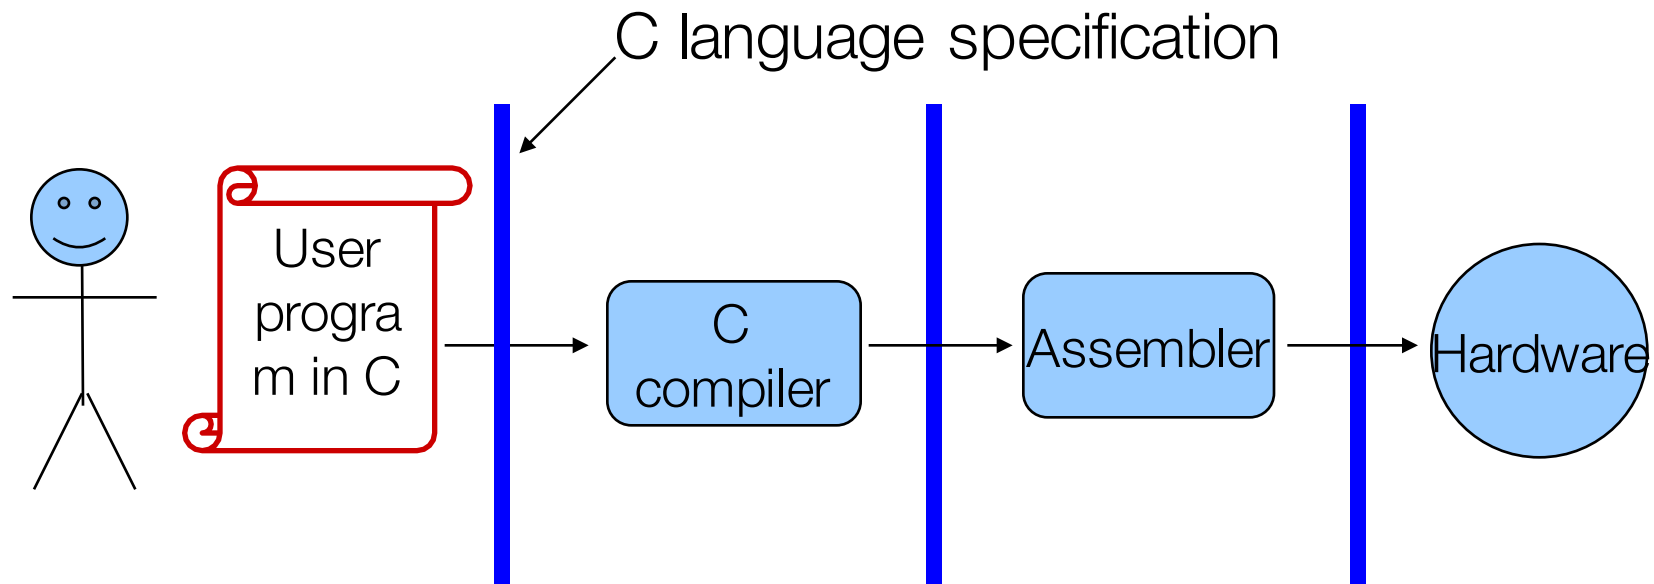 C language specification
User
progra
m in C
C
compiler
Assembler
Hardware